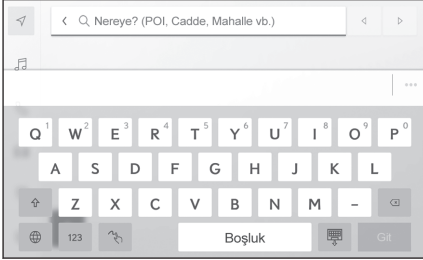 Nereye? (POI, Cadde, Mahalle vb.)
Q 1 W 2 E 3 R 4 T 5 Y 6 U 7 I 8 O 9 P 0
A S D F G H J K L
Z X C V B N M -
123 Boşluk Git